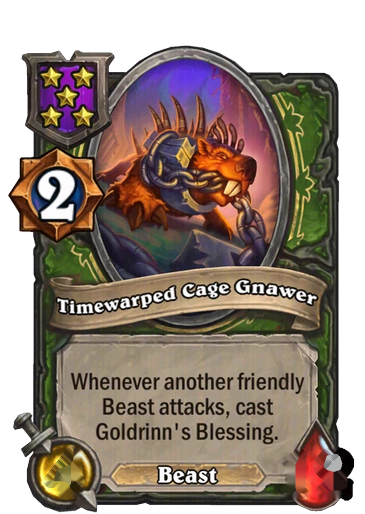 2
Timewarped Cage Gnawer
Whenever another friendly
Beast attacks, cast
Goldrinn's Blessing.
Beast